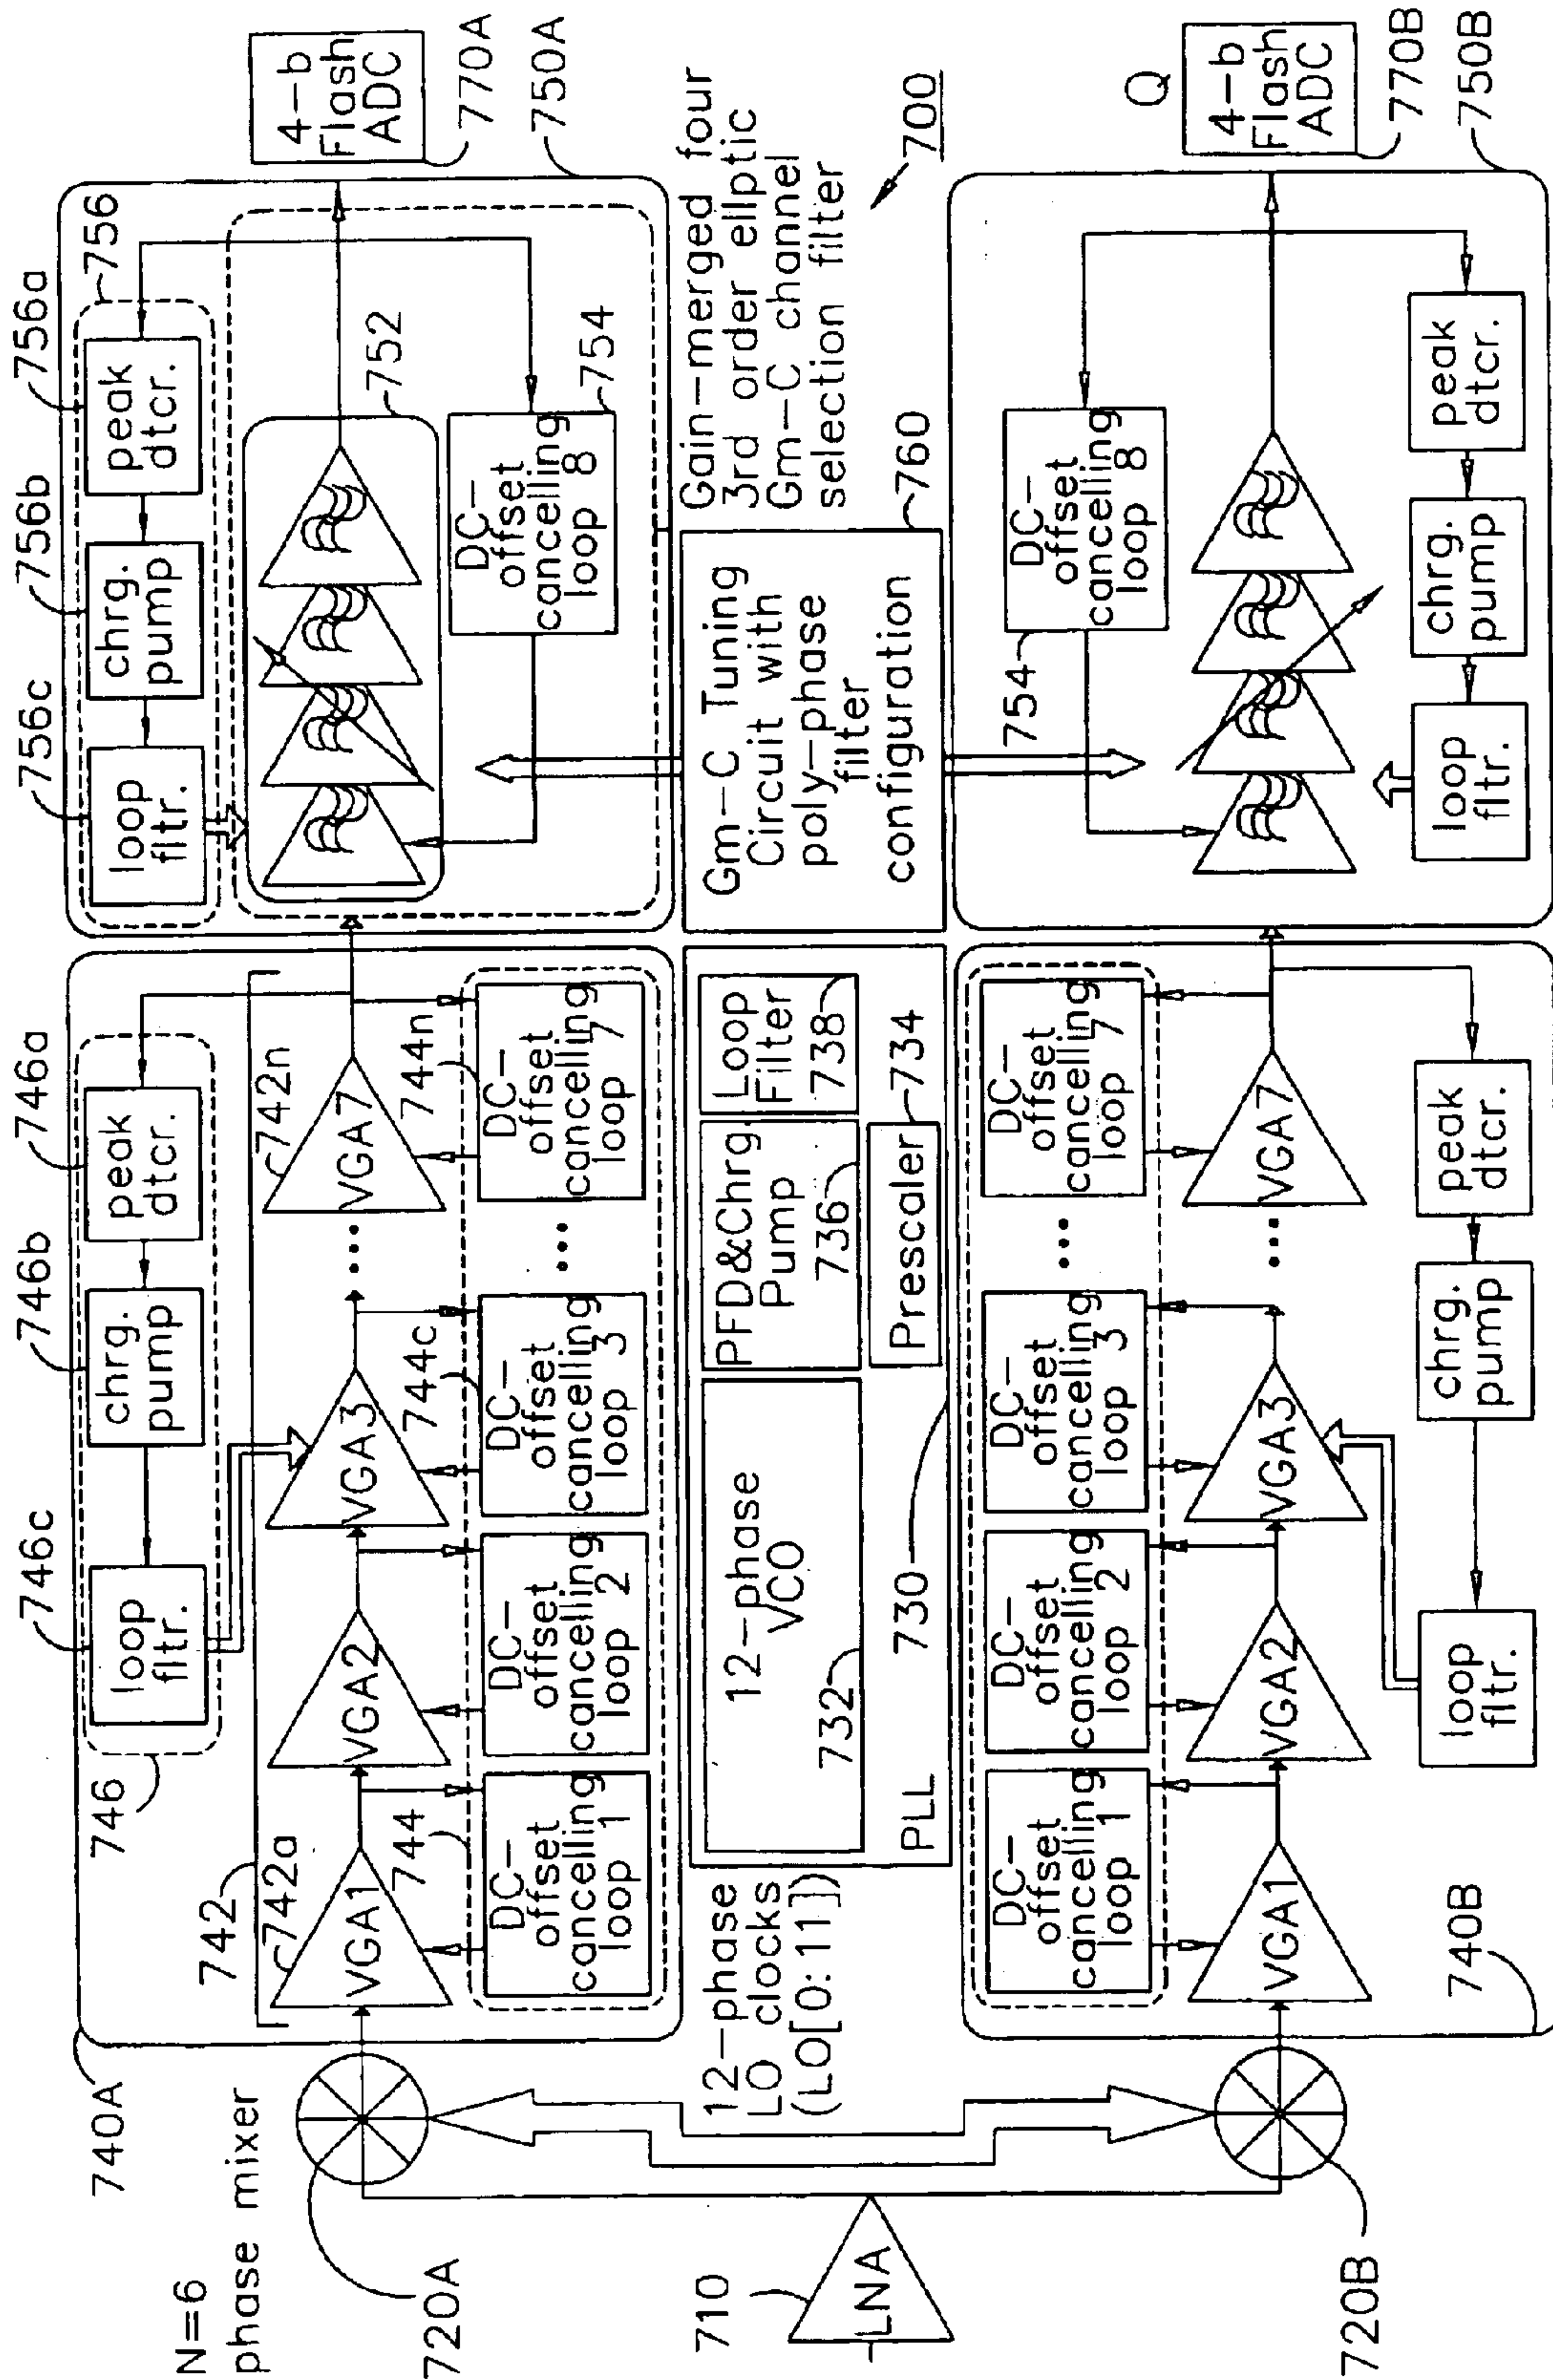 N=6
phase mixer
740A
720A
710
LNA
720B
12-phase
LO clocks
(LO[0:11])
742
742a
VGA1
VGA2
VGA3
...
742n
VGA7
746
746c
loop
fltr.
746b
chrg.
pump
746a
peak
dtcr.
744
DC-
offset
cancelling
loop 1
DC-
offset
cancelling
loop 2
744c
DC-
offset
cancelling
loop 3
...
744n
DC-
offset
cancelling
loop 7
756c
loop
fltr.
756b
chrg.
pump
756a
peak
dtcr.
756
752
754
DC-
offset
cancelling
loop 8
4-b
Flash
ADC
770A
750A
PLL
730
12-phase
VCO
732
PFD&Chrg
Pump
736
Loop
Filter
738
Prescaler
734
Gm-C Tuning
Circuit with
poly-phase
filter
configuration
760
Gain-merged four
3rd order ellptic
Gm-C channel
selection filter
700
DC-
offset
cancelling
loop 1
DC-
offset
cancelling
loop 2
DC-
offset
cancelling
loop 3
...
DC-
offset
cancelling
loop 7
VGA1
VGA2
VGA3
...
VGA7
740B
loop
fltr.
chrg.
pump
peak
dtcr.
754
DC-
offset
cancelling
loop 8
loop
fltr.
chrg.
pump
peak
dtcr.
Q
4-b
Flash
ADC
770B
750B